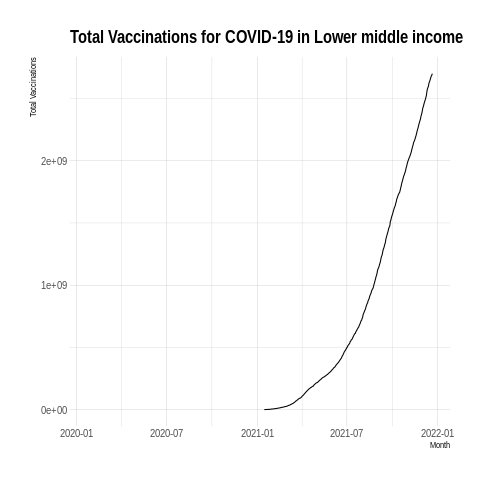 Total Vaccinations for COVID-19 in Lower middle income
Total Vaccinations
2e+09
1e+09
0e+00
2020-01 2020-07 2021-01 2021-07 2022-01
Month